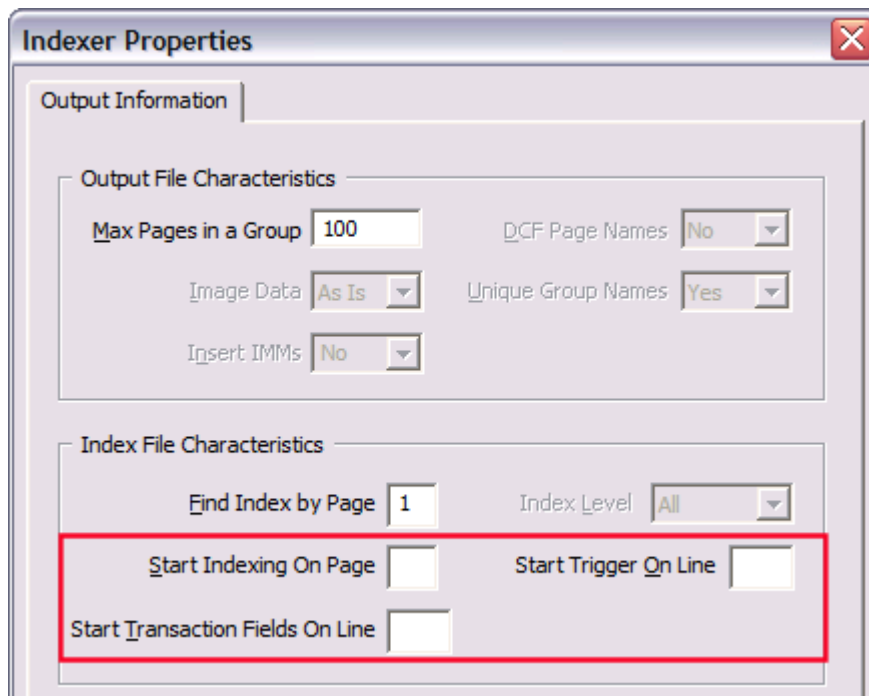 Indexer Properties
Output Information
Output File Characteristics
Max Pages in a Group 100 DCF Page Names No
Image Data As Is Unique Group Names Yes
Insert IMMs No
Index File Characteristics
Find Index by Page 1 Index Level All
Start Indexing On Page Start Trigger On Line
Start Transaction Fields On Line